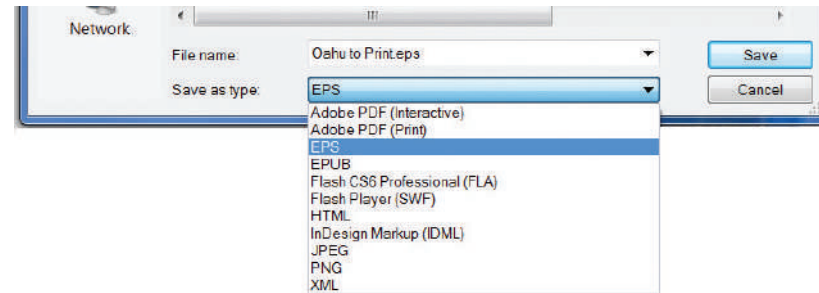 Network
File name: Oahu to Print.eps Save
Save as type: EPS Cancel
Adobe PDF (Interactive)
Adobe PDF (Print)
EPS
EPUB
Flash CS6 Professional (FLA)
Flash Player (SWF)
HTML
InDesign Markup (IDML)
JPEG
PNG
XML